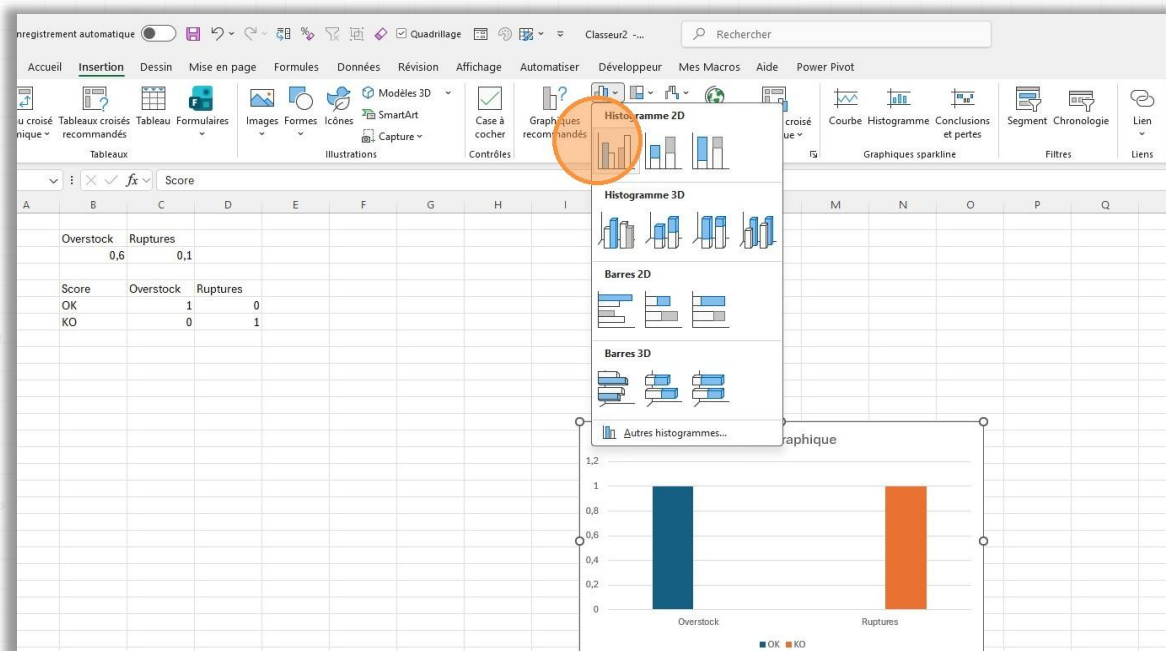 nregistrement automatique
Quadrillage
Classeur2 -...
Rechercher
Accueil Insertion Dessin Mise en page Formules Données Révision Affichage Automatiser Développeur Mes Macros Aide Power Pivot
u croisé
nique
Tableaux croisés
recommandés
Tableau
Formulaires
Images
Formes
Icônes
Modèles 3D
SmartArt
Capture
Case à
cocher
Graphiques
recommandés
croisé
ue
Courbe
Histogramme
Conclusions
et pertes
Segment
Chronologie
Lien
Tableaux
Illustrations
Contrôles
Graphiques sparkline
Filtres
Liens
fx Score
A B C D E F G H I M N O P Q
Overstock Ruptures
0,6 0,1
Score Overstock Ruptures
OK 1 0
KO 0 1
Histogramme 2D
Histogramme 3D
Barres 2D
Barres 3D
Autres histogrammes...
raphique
1,2
1
0,8
0,6
0,4
0,2
0
Overstock Ruptures
OK KO